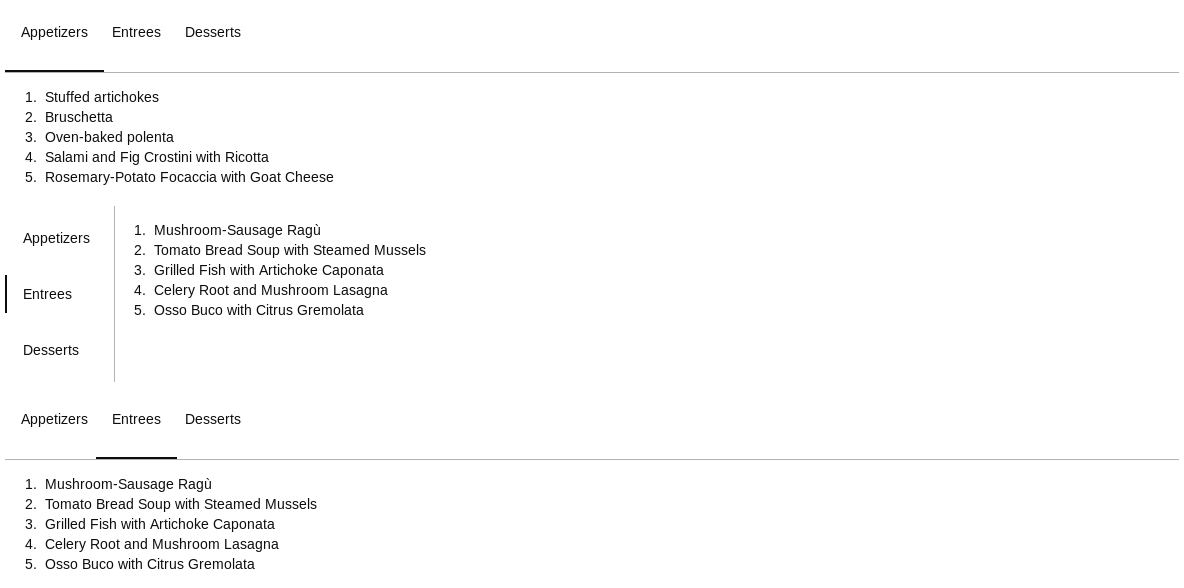 Appetizers Entrees Desserts
1. Stuffed artichokes
2. Bruschetta
3. Oven-baked polenta
4. Salami and Fig Crostini with Ricotta
5. Rosemary-Potato Focaccia with Goat Cheese
Appetizers
Entrees
Desserts
1. Mushroom-Sausage Ragù
2. Tomato Bread Soup with Steamed Mussels
3. Grilled Fish with Artichoke Caponata
4. Celery Root and Mushroom Lasagna
5. Osso Buco with Citrus Gremolata
Appetizers Entrees Desserts
1. Mushroom-Sausage Ragù
2. Tomato Bread Soup with Steamed Mussels
3. Grilled Fish with Artichoke Caponata
4. Celery Root and Mushroom Lasagna
5. Osso Buco with Citrus Gremolata